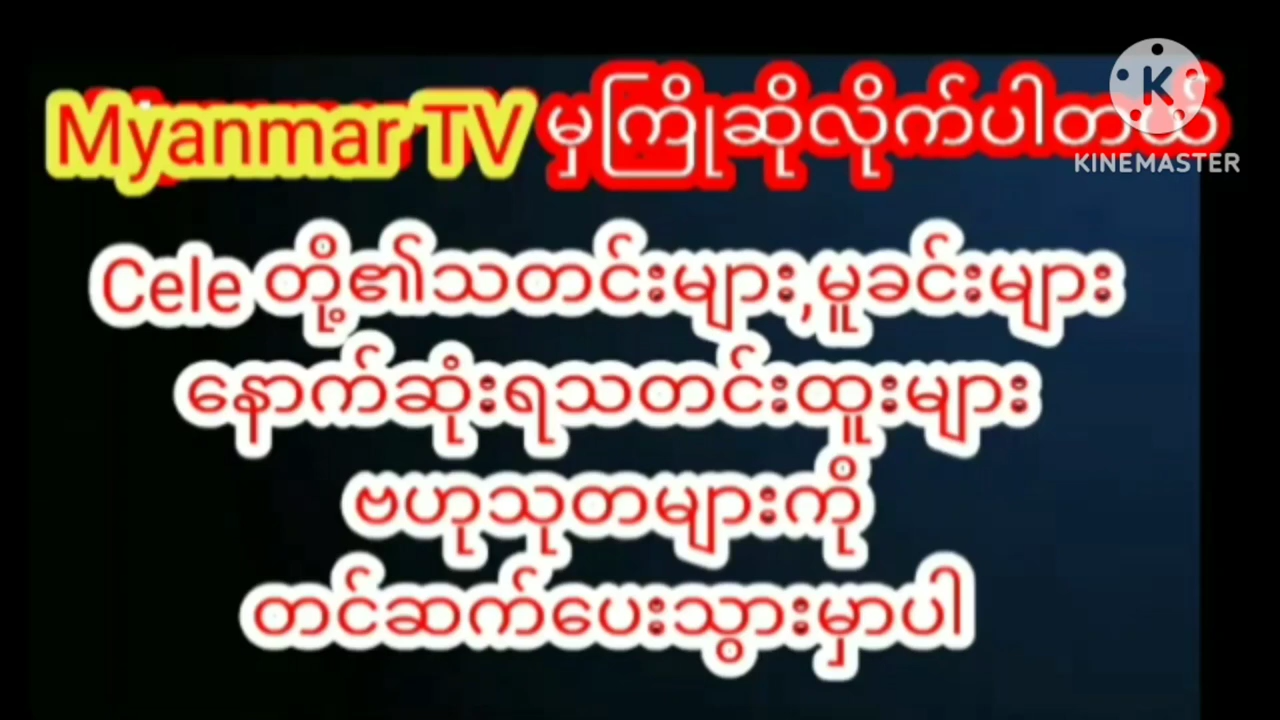 Myanmar TV မှကြိုဆိုလိုက်ပါတယ်
K
KINEMASTER
Cele တို့၏သတင်းများ,မူခင်းများ
နောက်ဆုံးရသတင်းထူးများ
ဗဟုသုတများကို
တင်ဆက်ပေးသွားမှာပါ